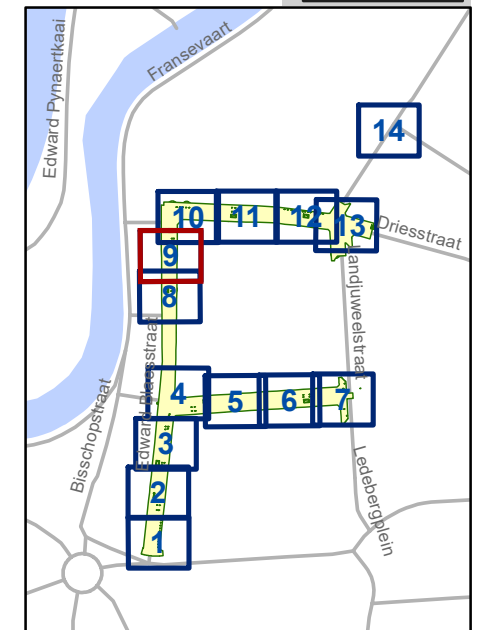 Edward Pynaertkaai
Fransevaart
14
10
11
12
13
Driesstraat
9
8
Landjuweelstraat
Edward Blaesstraat
Bisschopstraat
4
5
6
7
3
Ledebergplein
2
1